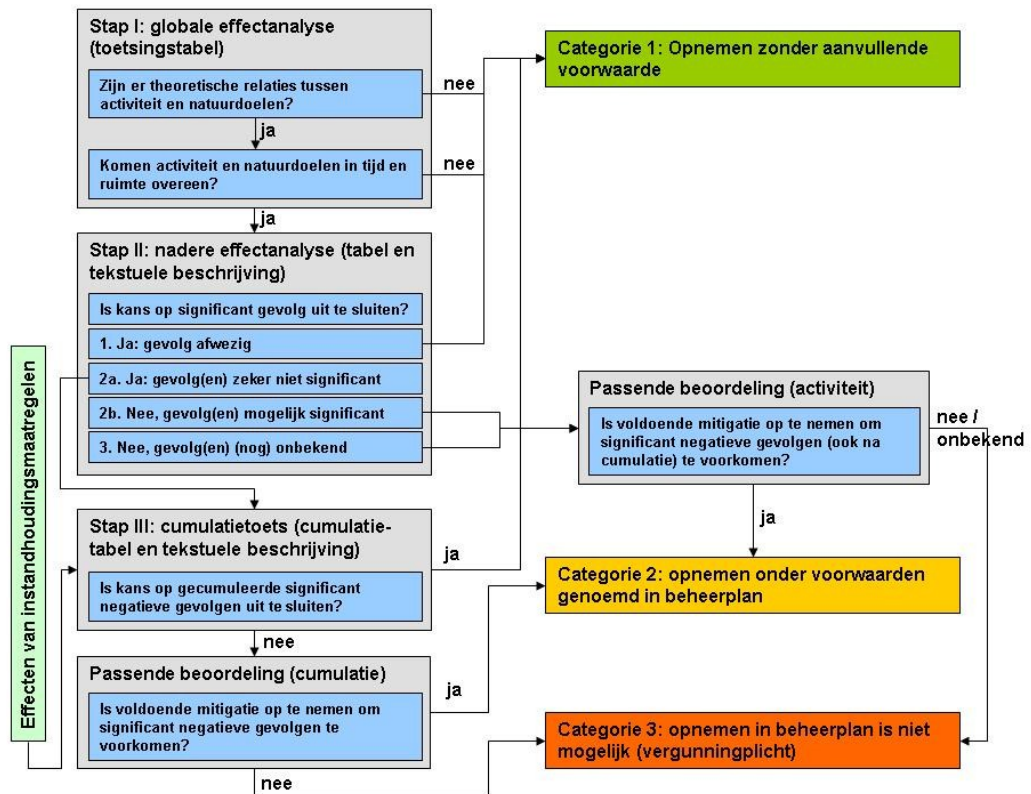 Stap I: globale effectanalyse
(toetsingstabel)
Zijn er theoretische relaties tussen
activiteit en natuurdoelen?
nee
ja
Komen activiteit en natuurdoelen in tijd en
ruimte overeen?
nee
ja
Categorie 1: Opnemen zonder aanvullende
voorwaarde
Stap II: nadere effectanalyse (tabel en
tekstuele beschrijving)
Is kans op significant gevolg uit te sluiten?
1. Ja: gevolg afwezig
2a. Ja: gevolg(en) zeker niet significant
2b. Nee, gevolg(en) mogelijk significant
3. Nee, gevolg(en) (nog) onbekend
Passende beoordeling (activiteit)
Is voldoende mitigatie op te nemen om
significant negatieve gevolgen (ook na
cumulatie) te voorkomen?
nee /
onbekend
ja
Effecten van instandhoudingsmaatregelen
Stap III: cumulatietoets (cumulatie-
tabel en tekstuele beschrijving)
Is kans op gecumuleerde significant
negatieve gevolgen uit te sluiten?
ja
nee
Categorie 2: opnemen onder voorwaarden
genoemd in beheerplan
Passende beoordeling (cumulatie)
Is voldoende mitigatie op te nemen om
significant negatieve gevolgen te
voorkomen?
ja
nee
Categorie 3: opnemen in beheerplan is niet
mogelijk (vergunningplicht)